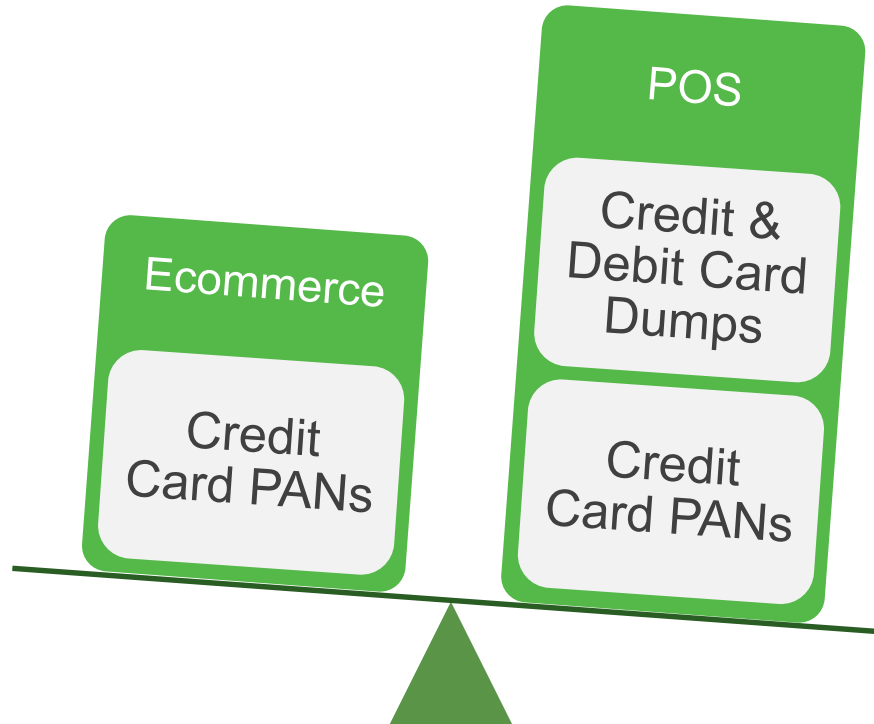 Ecommerce
Credit
Card PANs
POS
Credit &
Debit Card
Dumps
Credit
Card PANs